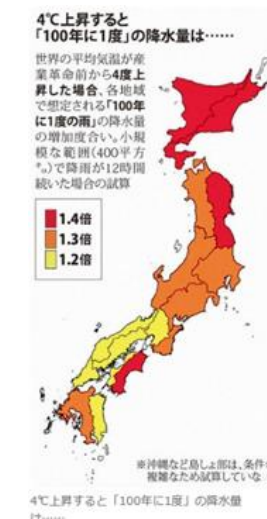 4℃上昇すると
「100年に1度」の降水量は……
世界の平均気温が産
業革命前から4度上
昇した場合、各地域
で想定される「100年
に1度の雨」の降水量
の増加度合い。小規
模な範囲(400平方
㌔)で降雨が12時間
続いた場合の試算
1.4倍
1.3倍
1.2倍
※沖縄など島しょ部は、条件
複雑なため試算していな
4℃上昇すると「100年に1度」の降水量
は……